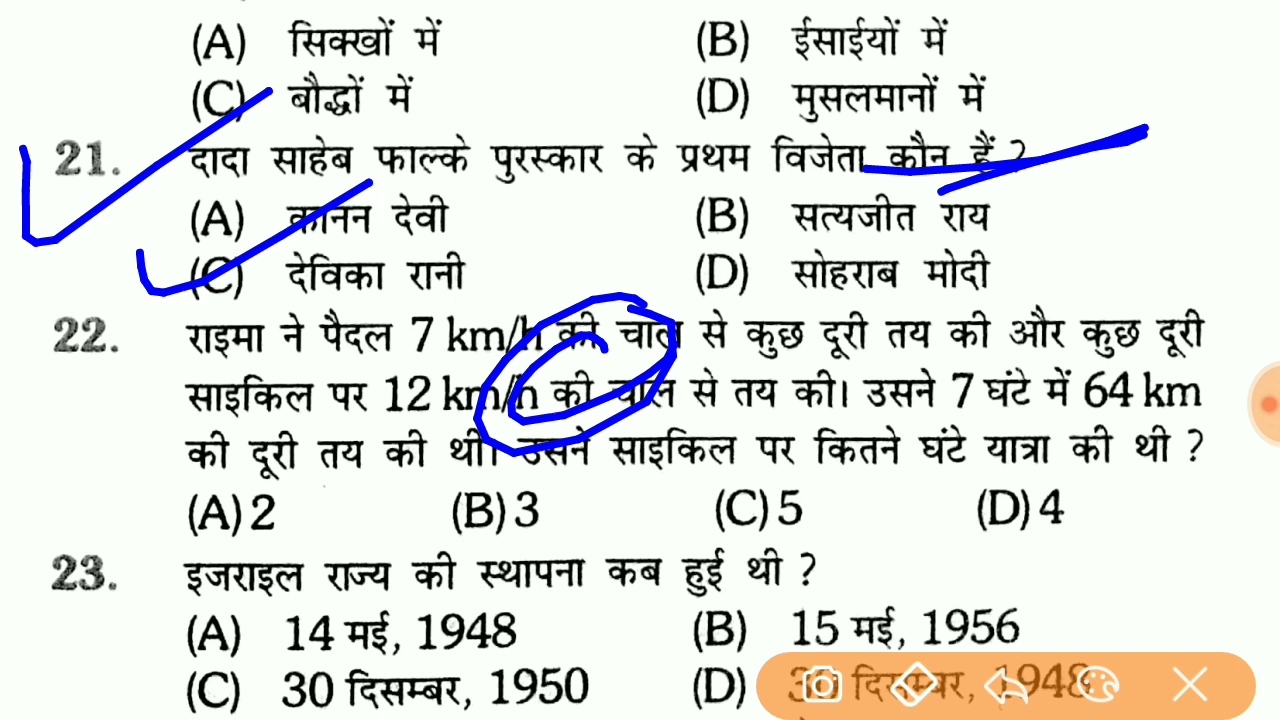 (A) सिक्खों में (B) ईसाईयों में
(C) बौद्धों में (D) मुसलमानों में
21. दादा साहेब फाल्के पुरस्कार के प्रथम विजेता कौन हैं ?
(A) कानन देवी (B) सत्यजीत राय
(C) देविका रानी (D) सोहराब मोदी
22. राइमा ने पैदल 7 km/h की चाल से कुछ दूरी तय की और कुछ दूरी
साइकिल पर 12 km/h की चाल से तय की। उसने 7 घंटे में 64 km
की दूरी तय की थी। उसने साइकिल पर कितने घंटे यात्रा की थी ?
(A) 2 (B) 3 (C) 5 (D) 4
23. इजराइल राज्य की स्थापना कब हुई थी ?
(A) 14 मई, 1948 (B) 15 मई, 1956
(C) 30 दिसम्बर, 1950 (D) 30 दिसम्बर, 1948